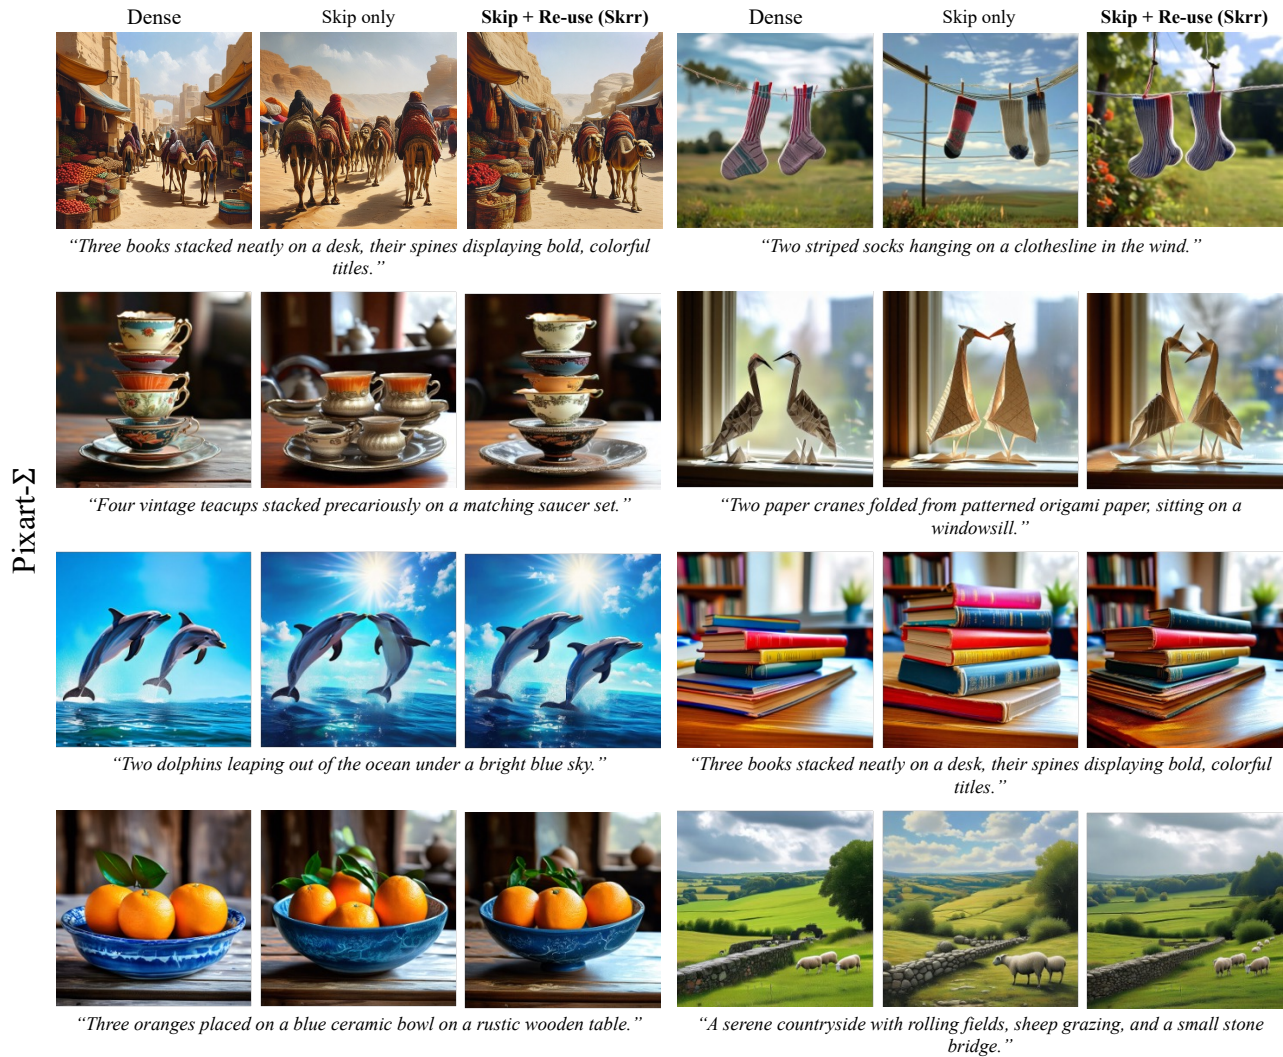 Dense Skip only Skip + Re-use (Skrr) Dense Skip only Skip + Re-use (Skrr)
“Three books stacked neatly on a desk, their spines displaying bold, colorful
titles.”
“Two striped socks hanging on a clothesline in the wind.”
Pixart-Σ
“Four vintage teacups stacked precariously on a matching saucer set.”
“Two paper cranes folded from patterned origami paper, sitting on a
windowsill.”
“Two dolphins leaping out of the ocean under a bright blue sky.”
“Three books stacked neatly on a desk, their spines displaying bold, colorful
titles.”
“Three oranges placed on a blue ceramic bowl on a rustic wooden table.”
“A serene countryside with rolling fields, sheep grazing, and a small stone
bridge.”